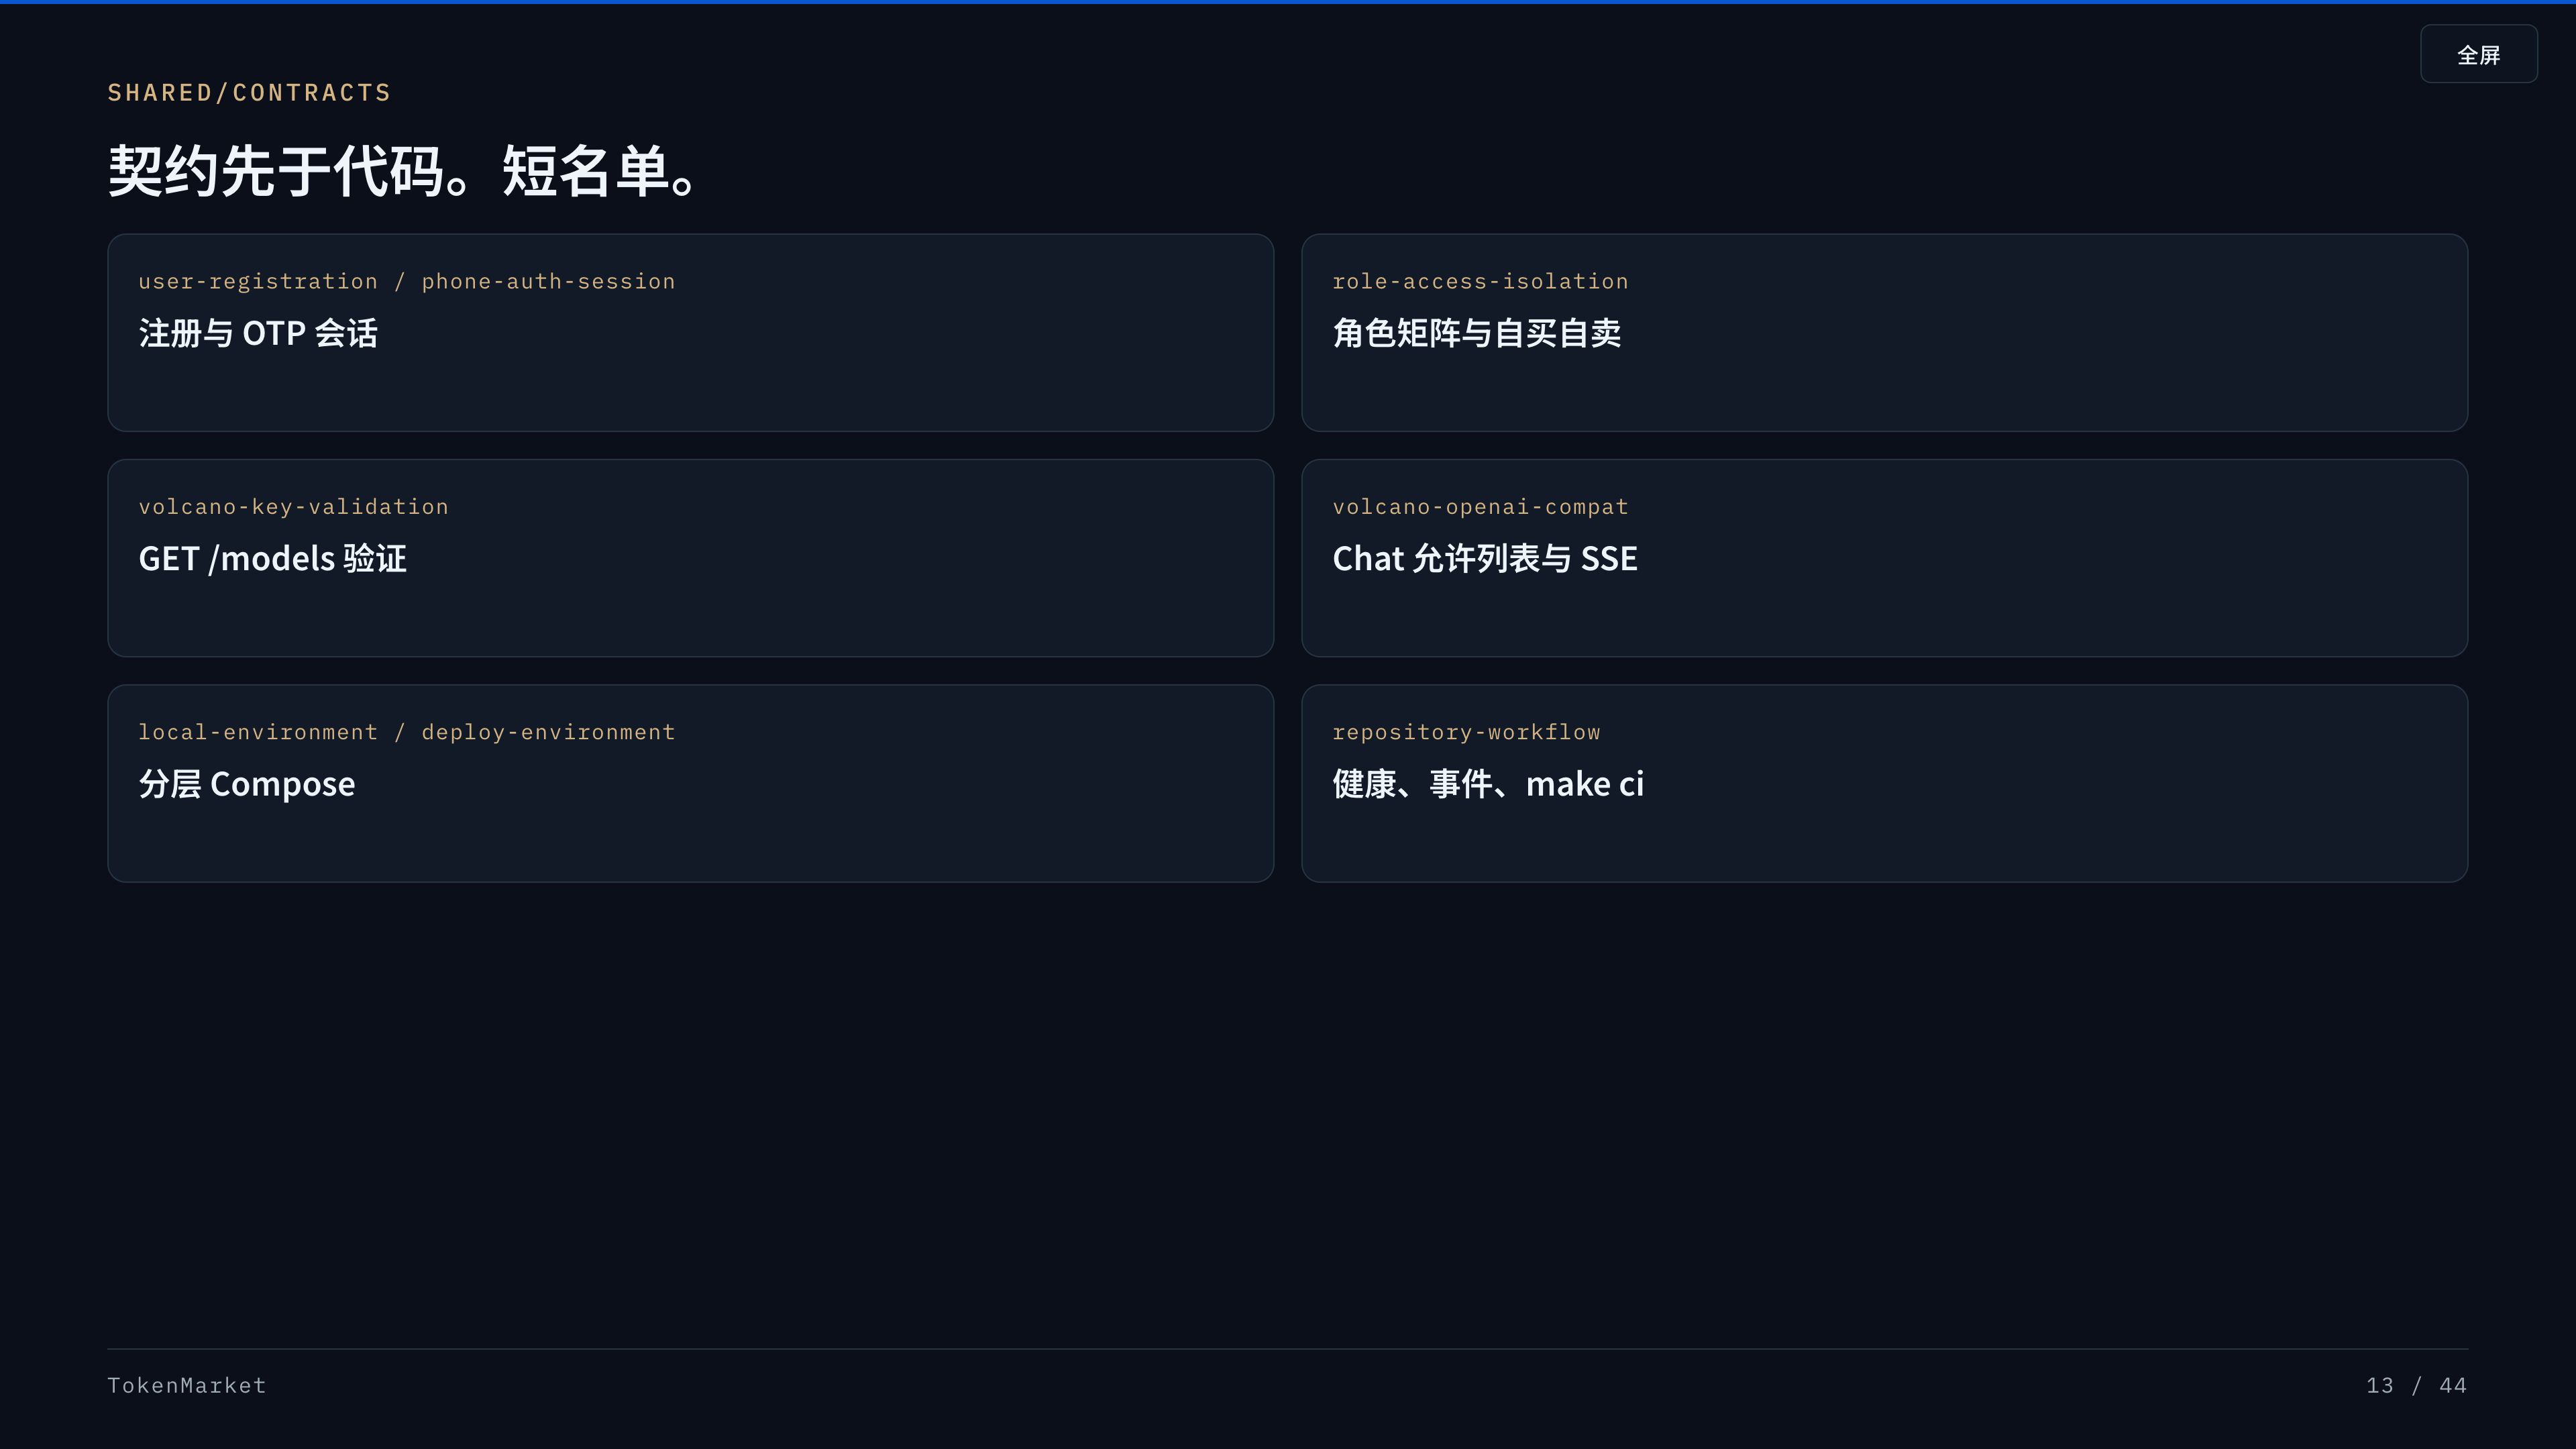 全屏
SHARED/CONTRACTS
契约先于代码。短名单。
user-registration / phone-auth-session
注册与 OTP 会话
role-access-isolation
角色矩阵与自买自卖
volcano-key-validation
GET /models 验证
volcano-openai-compat
Chat 允许列表与 SSE
local-environment / deploy-environment
分层 Compose
repository-workflow
健康、事件、make ci
TokenMarket
13 / 44